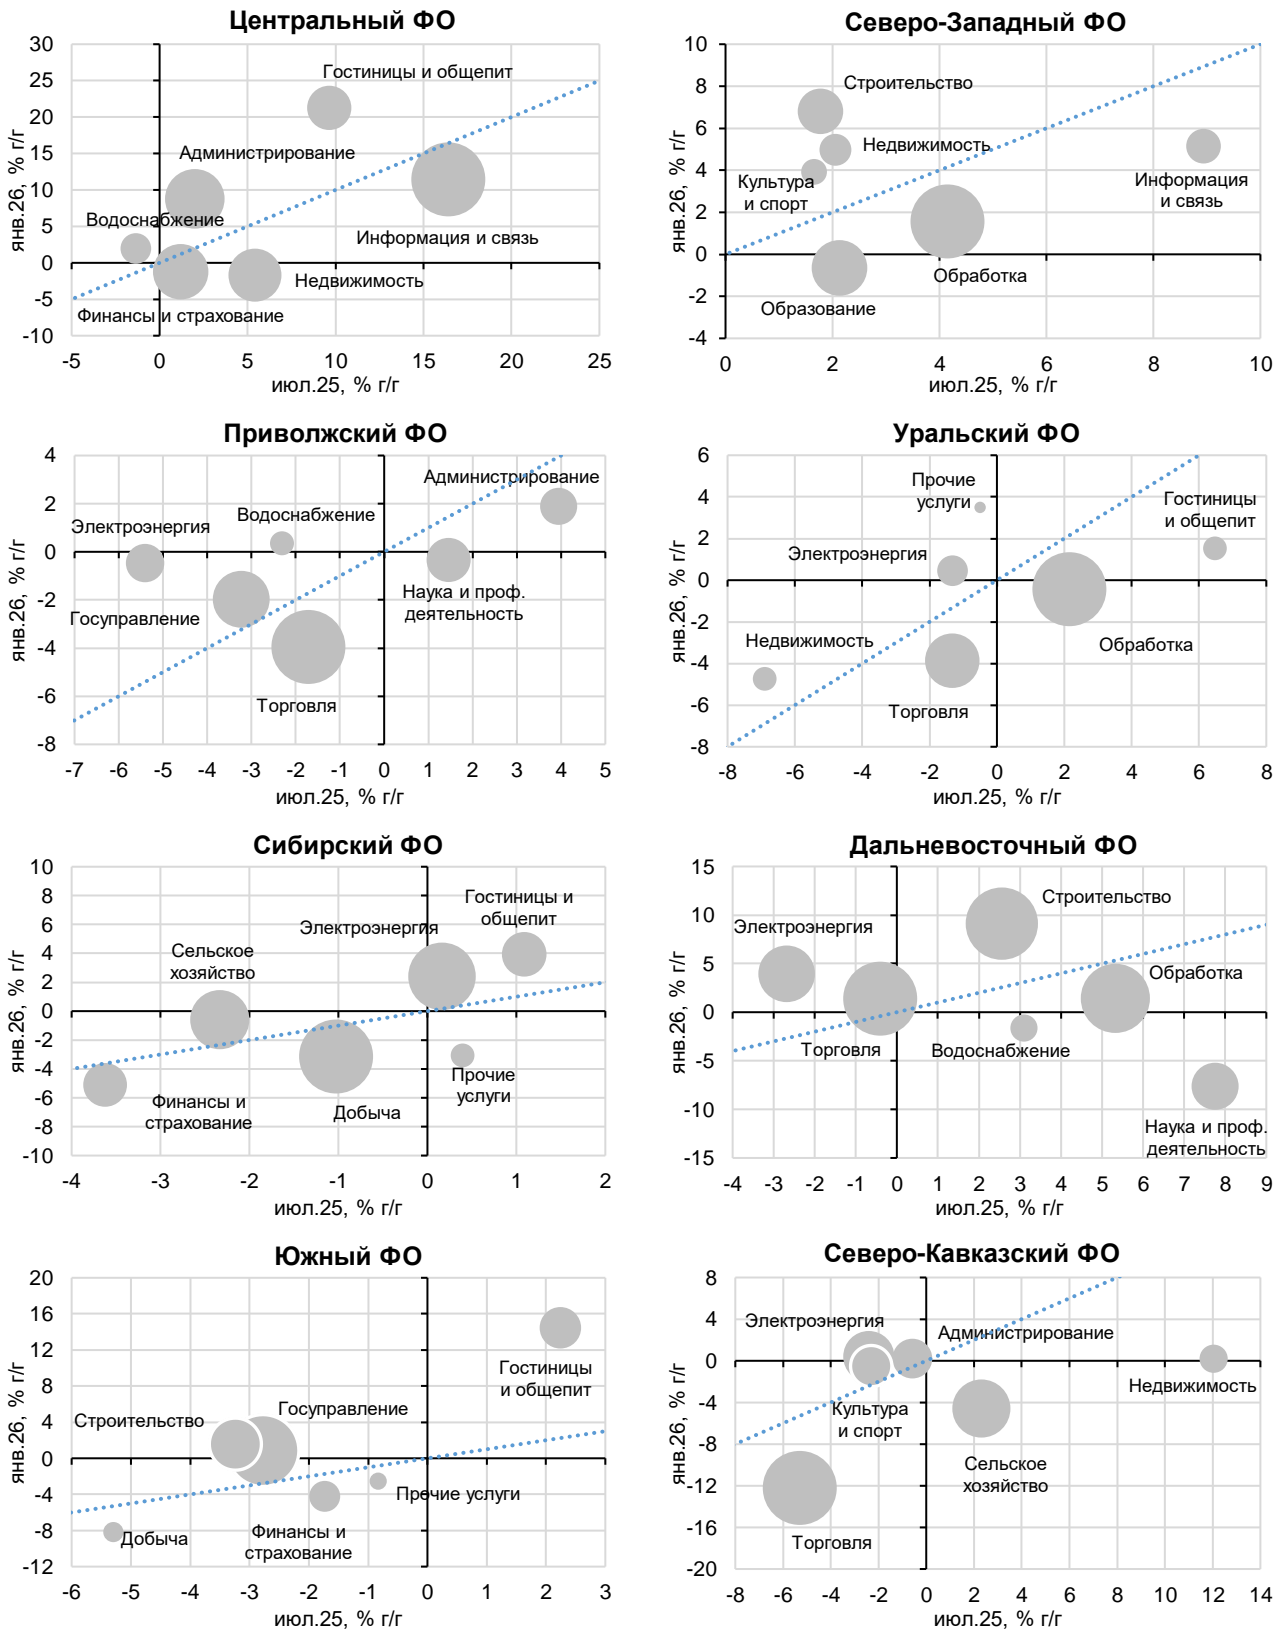 Центральный ФО
30
25
20
15
10
5
0
-5
-10
янв.26, % г/г
Гостиницы и общепит
Администрирование
Водоснабжение
Информация и связь
Недвижимость
Финансы и страхование
-5 0 5 10 15 20 25
июл.25, % г/г
Северо-Западный ФО
10
8
6
4
2
0
-2
-4
янв.26, % г/г
Строительство
Недвижимость
Культура
и спорт
Информация
и связь
Обработка
Образование
0 2 4 6 8 10
июл.25, % г/г
Приволжский ФО
4
2
0
-2
-4
-6
-8
янв.26, % г/г
Администрирование
Водоснабжение
Электроэнергия
Наука и проф.
деятельность
Госуправление
Торговля
-7 -6 -5 -4 -3 -2 -1 0 1 2 3 4 5
июл.25, % г/г
Уральский ФО
6
4
2
0
-2
-4
-6
-8
янв.26, % г/г
Прочие
услуги
Гостиницы
и общепит
Электроэнергия
Недвижимость
Обработка
Торговля
-8 -6 -4 -2 0 2 4 6 8
июл.25, % г/г
Сибирский ФО
10
8
6
4
2
0
-2
-4
-6
-8
-10
янв.26, % г/г
Гостиницы и
общепит
Электроэнергия
Сельское
хозяйство
Прочие
услуги
Финансы и
страхование
Добыча
-4 -3 -2 -1 0 1 2
июл.25, % г/г
Дальневосточный ФО
15
10
5
0
-5
-10
-15
янв.26, % г/г
Строительство
Электроэнергия
Обработка
Торговля
Водоснабжение
Наука и проф.
деятельность
-4 -3 -2 -1 0 1 2 3 4 5 6 7 8 9
июл.25, % г/г
Южный ФО
20
16
12
8
4
0
-4
-8
-12
янв.26, % г/г
Гостиницы
и общепит
Госуправление
Строительство
Прочие услуги
Добыча
Финансы и
страхование
-6 -5 -4 -3 -2 -1 0 1 2 3
июл.25, % г/г
Северо-Кавказский ФО
8
4
0
-4
-8
-12
-16
-20
янв.26, % г/г
Электроэнергия
Администрирование
Недвижимость
Культура
и спорт
Сельское
хозяйство
Торговля
-8 -6 -4 -2 0 2 4 6 8 10 12 14
июл.25, % г/г